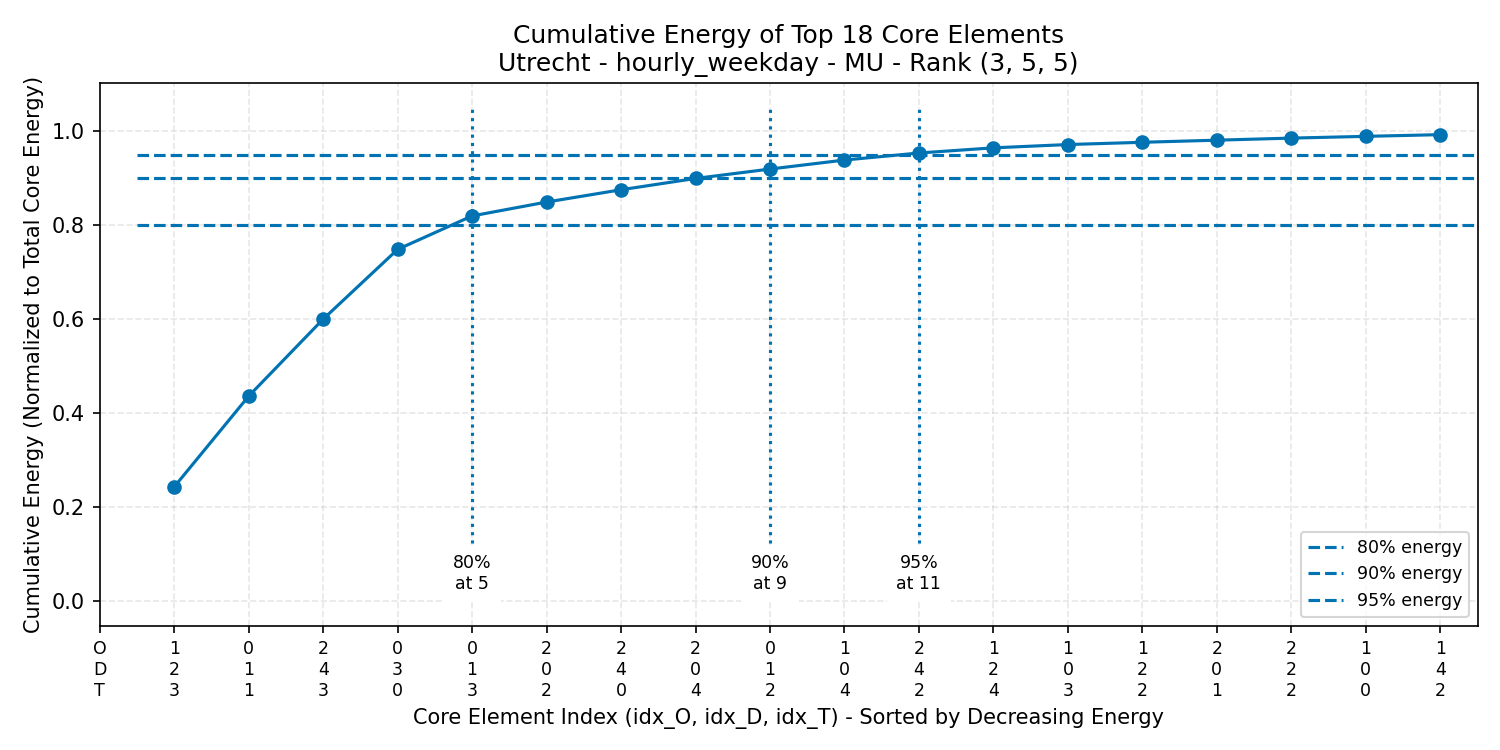 Cumulative Energy of Top 18 Core Elements
Utrecht - hourly_weekday - MU - Rank (3, 5, 5)
Cumulative Energy (Normalized to Total Core Energy)
1.0
0.8
0.6
0.4
0.2
0.0
80%
at 5
90%
at 9
95%
at 11
80% energy
90% energy
95% energy
O 1 0 2 0 0 2 2 2 0 1 2 1 1 1 2 2 1 1
D 2 1 4 3 1 0 4 0 1 0 4 2 0 2 0 2 0 4
T 3 1 3 0 3 2 0 4 2 4 2 4 3 2 1 2 0 2
Core Element Index (idx_O, idx_D, idx_T) - Sorted by Decreasing Energy